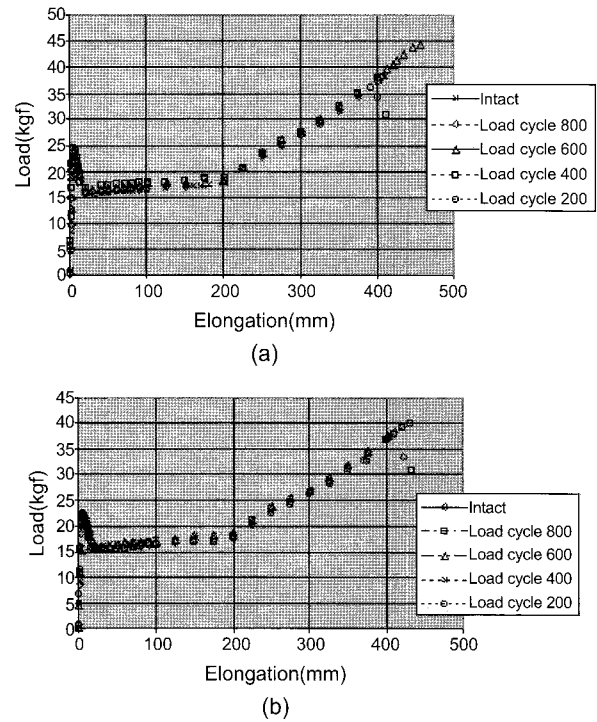 50
45
40
35
30
25
20
15
10
5
0
Load(kgf)
0 100 200 300 400 500
Elongation(mm)
Intact
Load cycle 800
Load cycle 600
Load cycle 400
Load cycle 200
(a)
45
40
35
30
25
20
15
10
5
0
Load(kgf)
0 100 200 300 400 500
Elongation(mm)
Intact
Load cycle 800
Load cycle 600
Load cycle 400
Load cycle 200
(b)